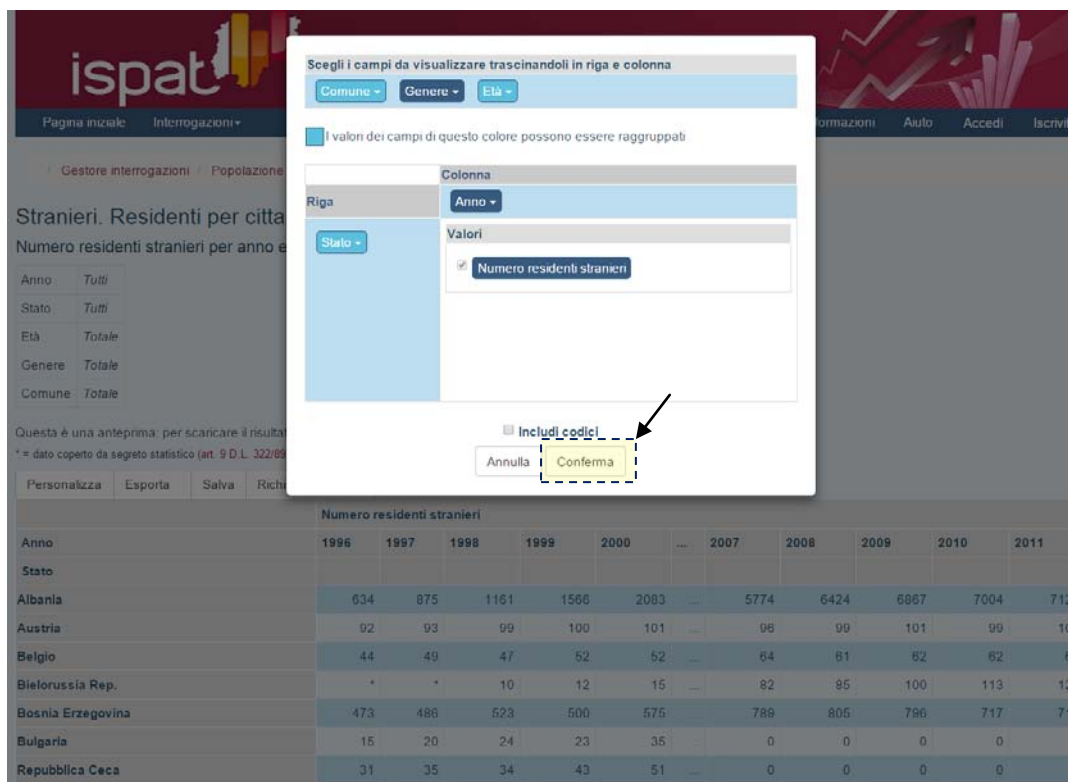 ispat
Pagina iniziale Interrogazioni
Informazioni Aiuto Accedi
Gestore interrogazioni / Popolazione
Stranieri. Residenti per citta
Numero residenti stranieri per anno e
Anno Tutti
Stato Tutti
Età Totale
Genere Totale
Comune Totale
Questa è una anteprima: per scaricare il risultat
* = dato coperto da segreto statistico (art. 9 D.L. 322/89
Personalizza Esporta Salva
Scegli i campi da visualizzare trascinandoli in riga e colonna
Comune Genere Età
I valori dei campi di questo colore possono essere raggruppati
Colonna
Riga
Anno
Stato
Valori
Numero residenti stranieri
Includi codici
Annulla Conferma
Numero residenti stranieri
Anno 1996 1997 1998 1999 2000 ... 2007 2008 2009 2010 2011
Stato
Albania 634 875 1161 1566 2083 ... 5774 6424 6867 7004 712
Austria 92 93 99 100 101 ... 96 99 101 99 10
Belgio 44 49 47 52 52 ... 64 61 62 62
Bielorussia Rep. * * 10 12 15 ... 82 85 100 113 12
Bosnia Erzegovina 473 486 523 500 575 ... 789 805 796 717 71
Bulgaria 15 20 24 23 35 ... 0 0 0 0
Repubblica Ceca 31 35 34 43 51 ... 0 0 0 0